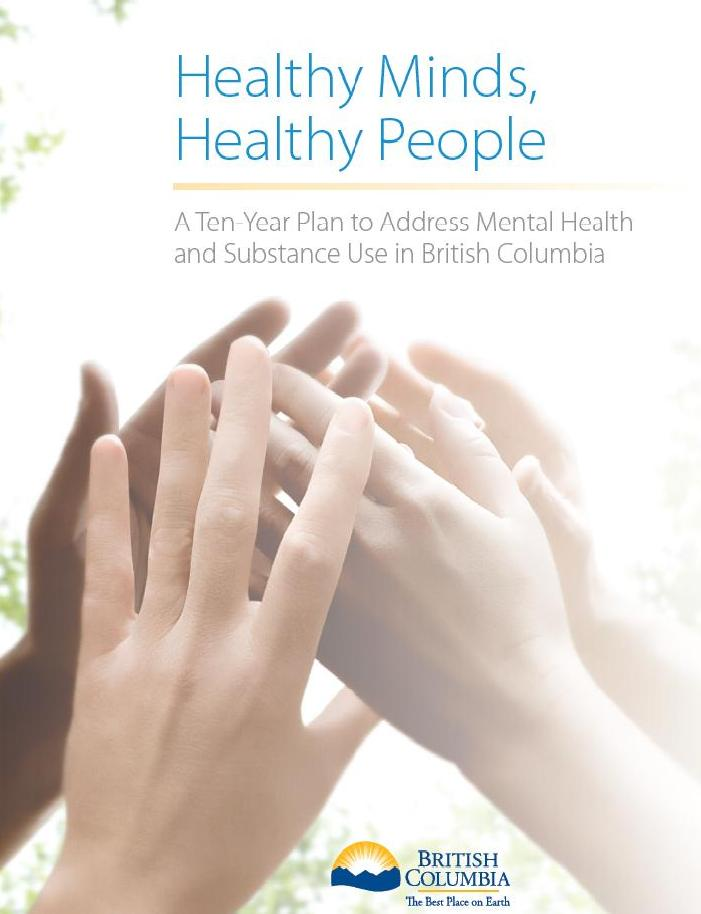 Healthy Minds,
Healthy People
A Ten-Year Plan to Address Mental Health
and Substance Use in British Columbia
BRITISH
COLUMBIA
The Best Place on Earth